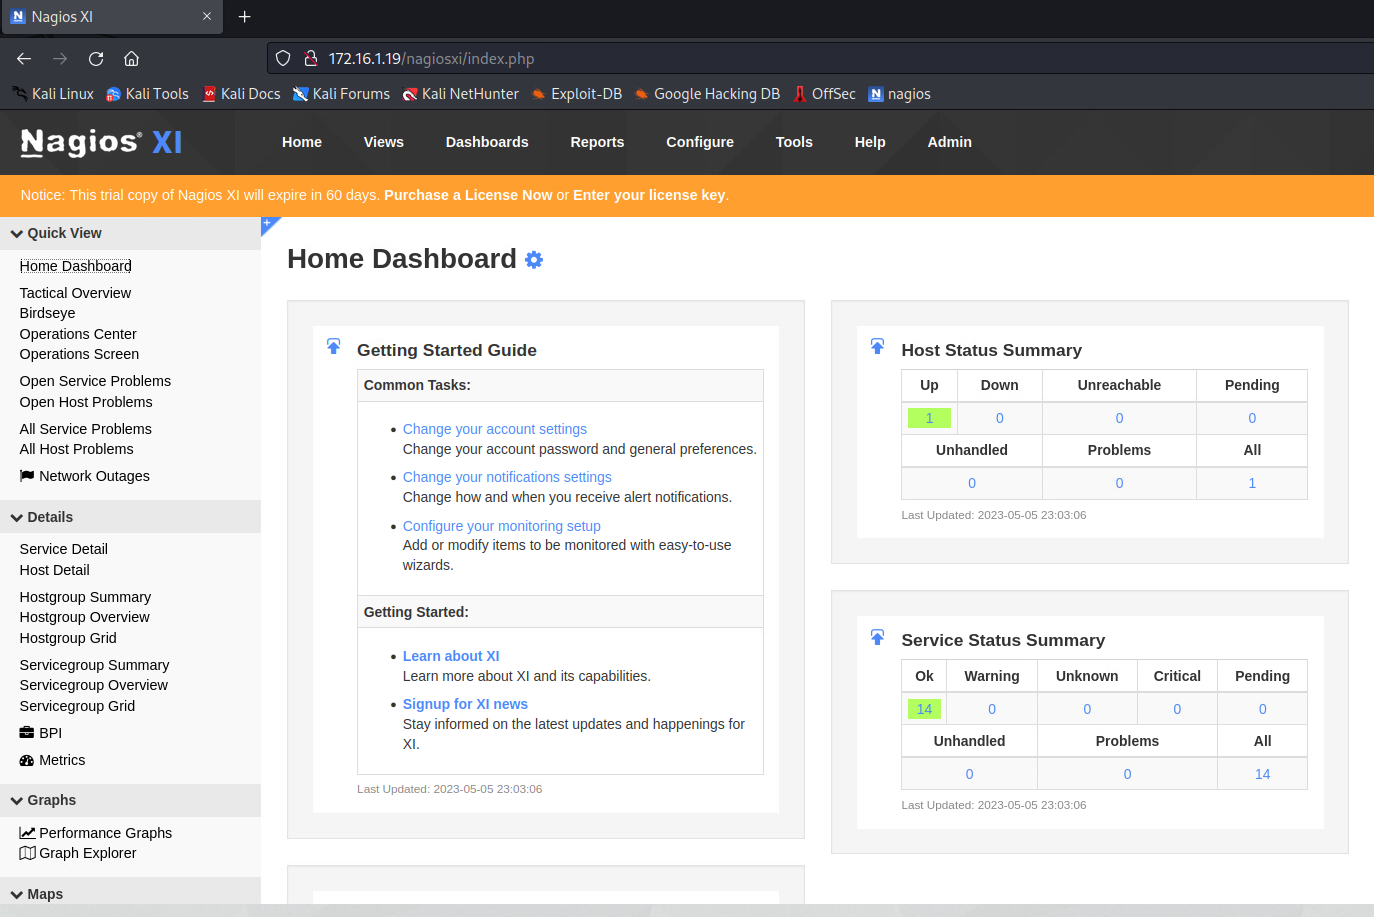 Nagios XI
172.16.1.19/nagiosxi/index.php
Kali Linux Kali Tools Kali Docs Kali Forums Kali NetHunter Exploit-DB Google Hacking DB OffSec nagios
Nagios® XI Home Views Dashboards Reports Configure Tools Help Admin
Notice: This trial copy of Nagios XI will expire in 60 days. Purchase a License Now or Enter your license key.
Quick View
Home Dashboard
Tactical Overview
Birdseye
Operations Center
Operations Screen
Open Service Problems
Open Host Problems
All Service Problems
All Host Problems
Network Outages
Details
Service Detail
Host Detail
Hostgroup Summary
Hostgroup Overview
Hostgroup Grid
Servicegroup Summary
Servicegroup Overview
Servicegroup Grid
BPI
Metrics
Graphs
Performance Graphs
Graph Explorer
Maps
Home Dashboard
Getting Started Guide
Common Tasks:
Change your account settings
Change your account password and general preferences.
Change your notifications settings
Change how and when you receive alert notifications.
Configure your monitoring setup
Add or modify items to be monitored with easy-to-use
wizards.
Getting Started:
Learn about XI
Learn more about XI and its capabilities.
Signup for XI news
Stay informed on the latest updates and happenings for
XI.
Last Updated: 2023-05-05 23:03:06
Host Status Summary
Up Down Unreachable Pending
1 0 0 0
Unhandled Problems All
0 0 1
Last Updated: 2023-05-05 23:03:06
Service Status Summary
Ok Warning Unknown Critical Pending
14 0 0 0 0
Unhandled Problems All
0 0 14
Last Updated: 2023-05-05 23:03:06